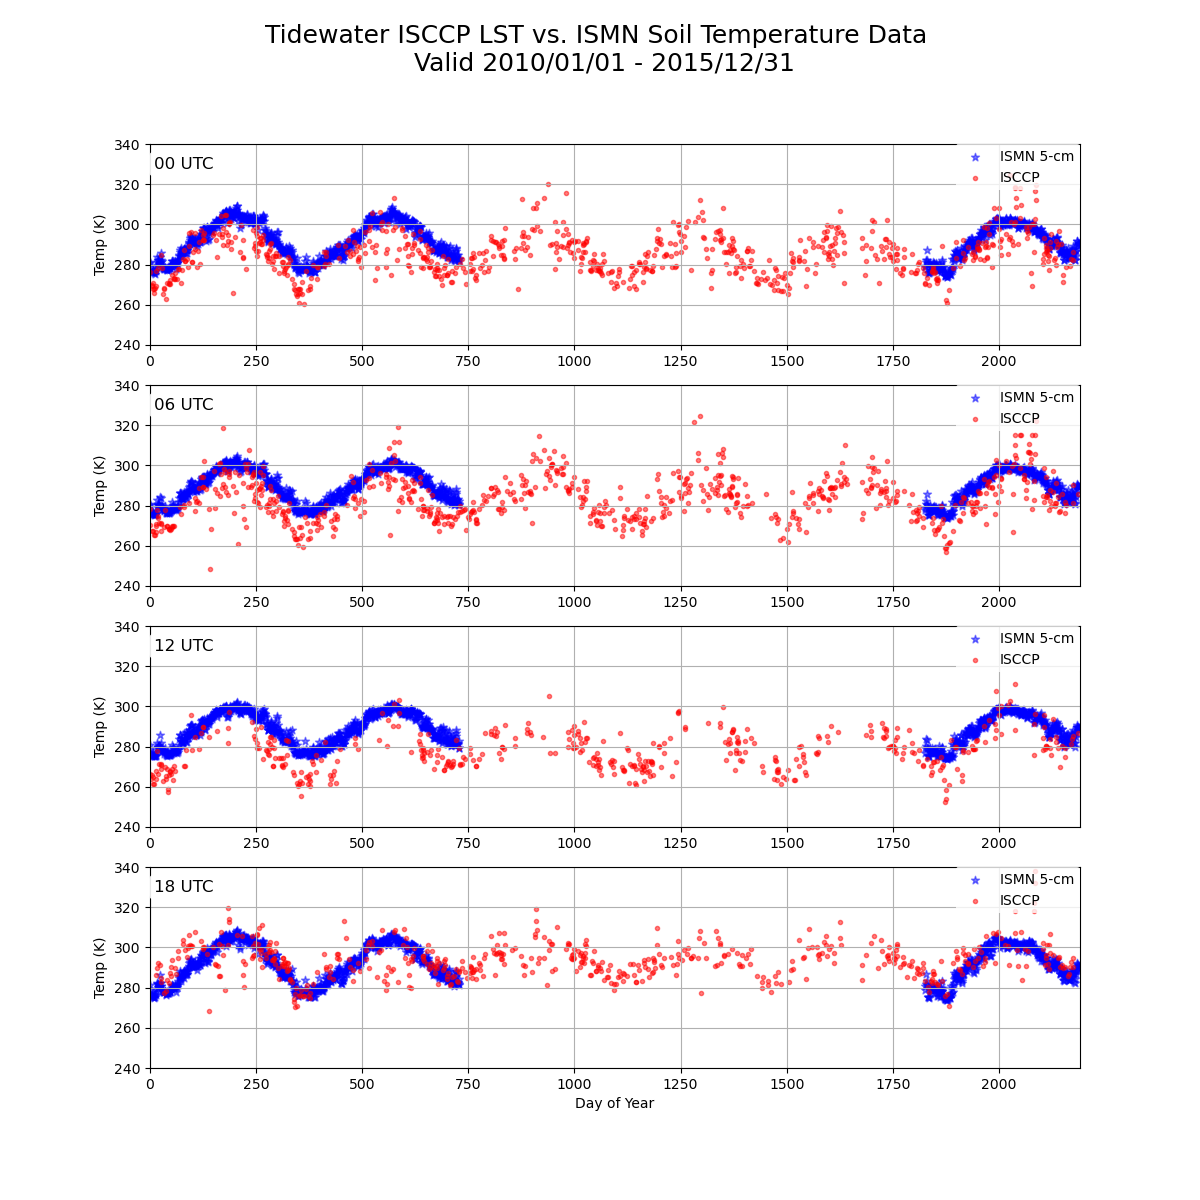 Tidewater ISCCP LST vs. ISMN Soil Temperature Data
Valid 2010/01/01 - 2015/12/31
340
320
300
280
260
240
Temp (K)
00 UTC
ISMN 5-cm
ISCCP
0 250 500 750 1000 1250 1500 1750 2000
340
320
300
280
260
240
Temp (K)
06 UTC
ISMN 5-cm
ISCCP
0 250 500 750 1000 1250 1500 1750 2000
340
320
300
280
260
240
Temp (K)
12 UTC
ISMN 5-cm
ISCCP
0 250 500 750 1000 1250 1500 1750 2000
340
320
300
280
260
240
Temp (K)
18 UTC
ISMN 5-cm
ISCCP
0 250 500 750 1000 1250 1500 1750 2000
Day of Year